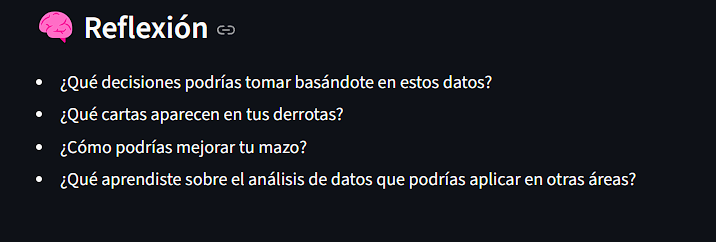 Reflexión
• ¿Qué decisiones podrías tomar basándote en estos datos?
• ¿Qué cartas aparecen en tus derrotas?
• ¿Cómo podrías mejorar tu mazo?
• ¿Qué aprendiste sobre el análisis de datos que podrías aplicar en otras áreas?